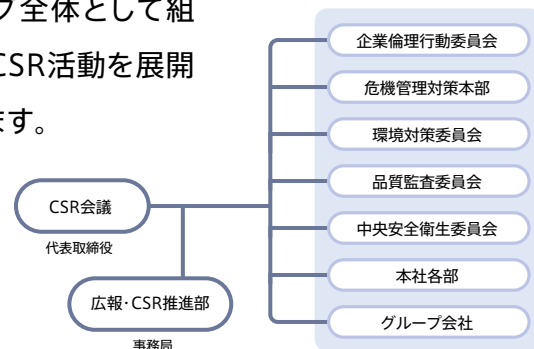 プ全体として組
CSR活動を展開
ます。
CSR会議
代表取締役
広報・CSR推進部
事務局
企業倫理行動委員会
危機管理対策本部
環境対策委員会
品質監査委員会
中央安全衛生委員会
本社各部
グループ会社